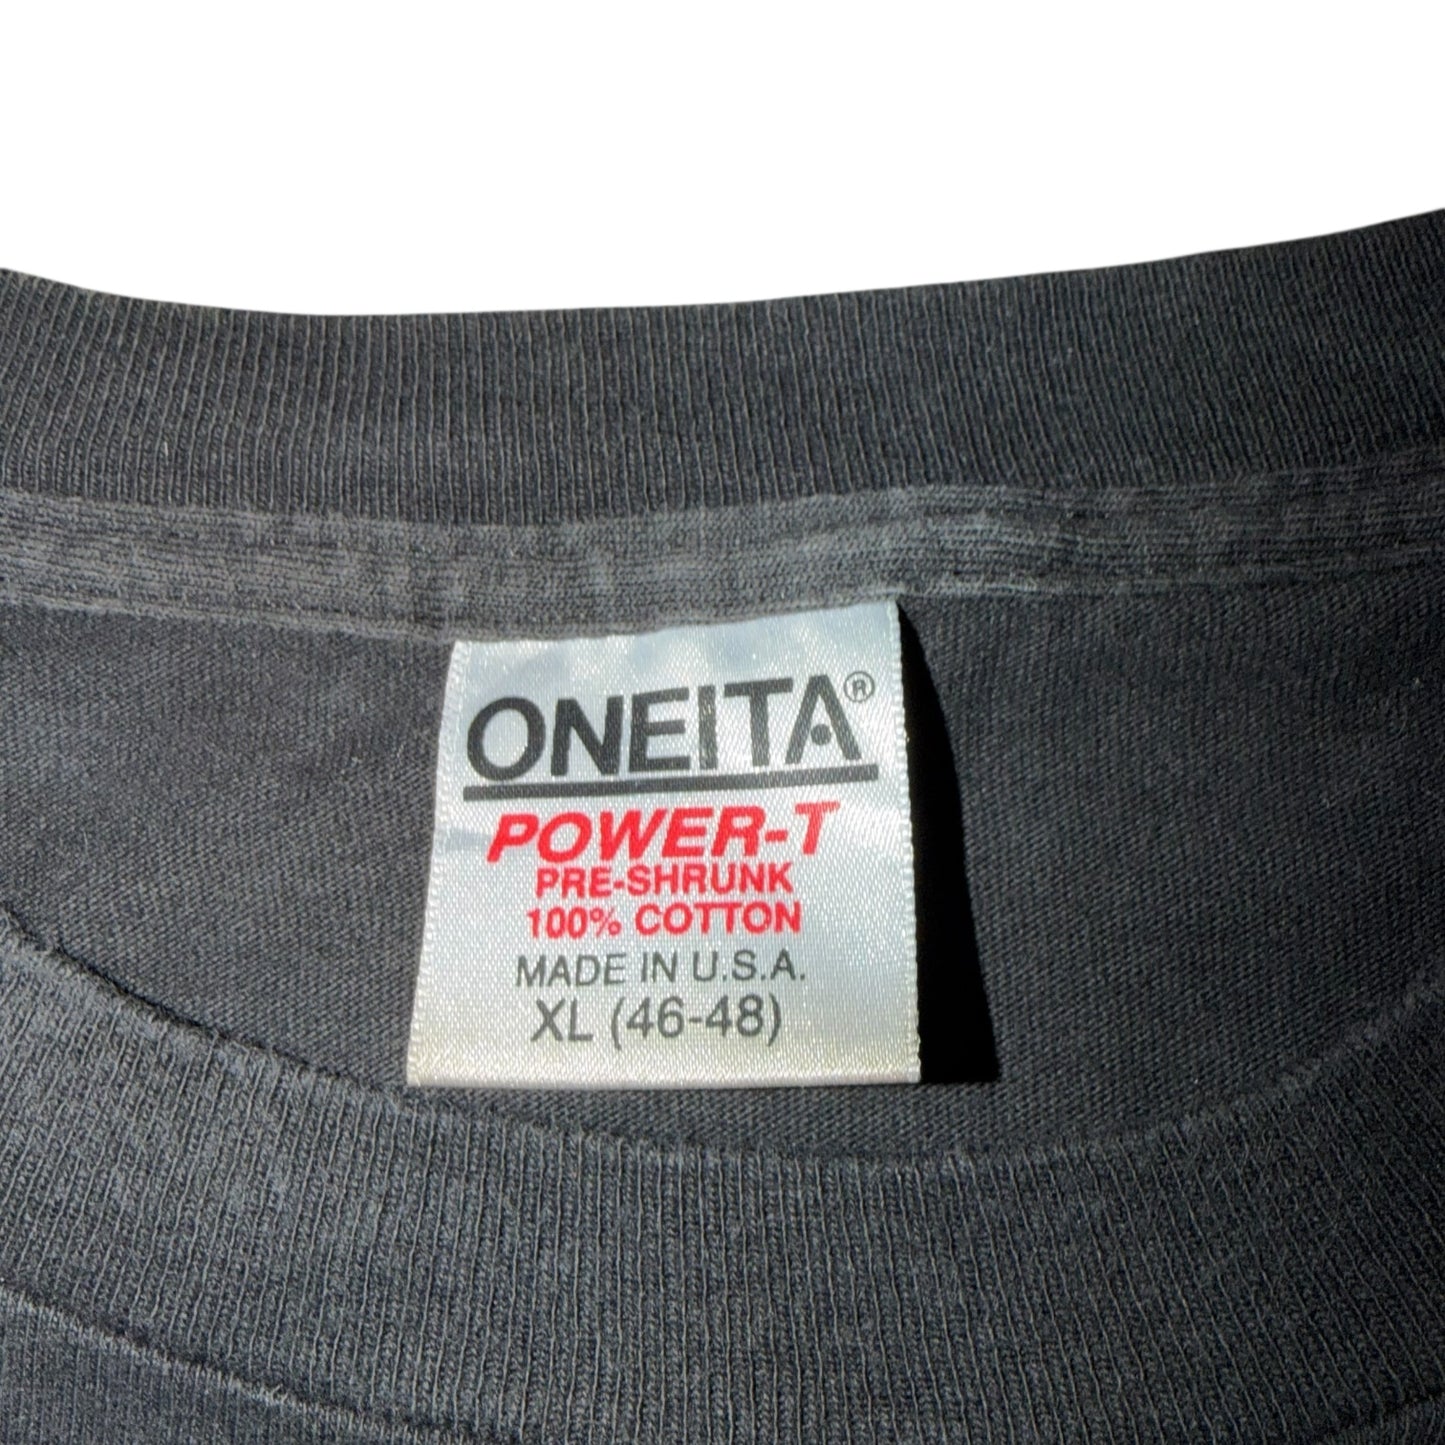 ONEITA®
POWER-T
PRE-SHRUNK
100% COTTON
MADE IN U.S.A.
XL (46-48)